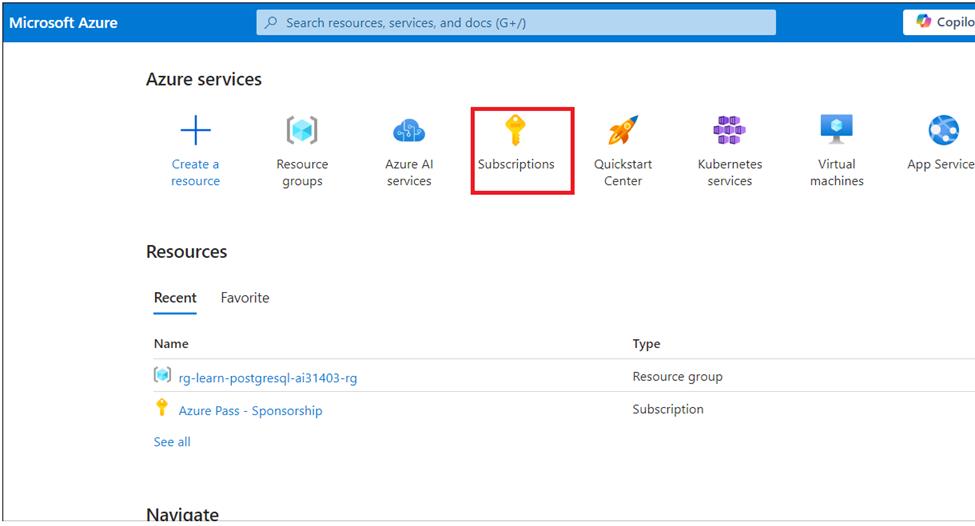 Microsoft Azure
Search resources, services, and docs (G+/)
Azure services
Create a
resource
Resource
groups
Azure AI
services
Subscriptions
Quickstart
Center
Kubernetes
services
Virtual
machines
App Service
Resources
Recent Favorite
Name Type
rg-learn-postgresql-ai31403-rg Resource group
Azure Pass - Sponsorship Subscription
See all
Navigate